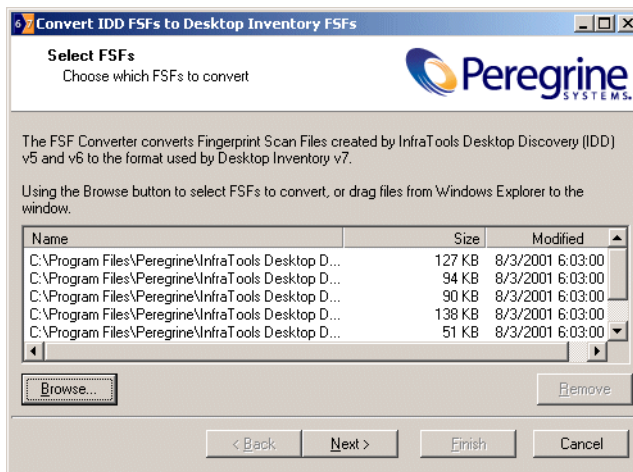 6 7 Convert IDD FSFs to Desktop Inventory FSFs
Select FSFs
Choose which FSFs to convert
Peregrine
SYSTEMS.
The FSF Converter converts Fingerprint Scan Files created by InfraTools Desktop Discovery (IDD)
v5 and v6 to the format used by Desktop Inventory v7.
Using the Browse button to select FSFs to convert, or drag files from Windows Explorer to the
window.
Name Size Modified
C:\Program Files\Peregrine\InfraTools Desktop D... 127 KB 8/3/2001 6:03:00
C:\Program Files\Peregrine\InfraTools Desktop D... 94 KB 8/3/2001 6:03:00
C:\Program Files\Peregrine\InfraTools Desktop D... 90 KB 8/3/2001 6:03:00
C:\Program Files\Peregrine\InfraTools Desktop D... 138 KB 8/3/2001 6:03:00
C:\Program Files\Peregrine\InfraTools Desktop D... 51 KB 8/3/2001 6:03:00
Browse... Remove
< Back Next > Finish Cancel